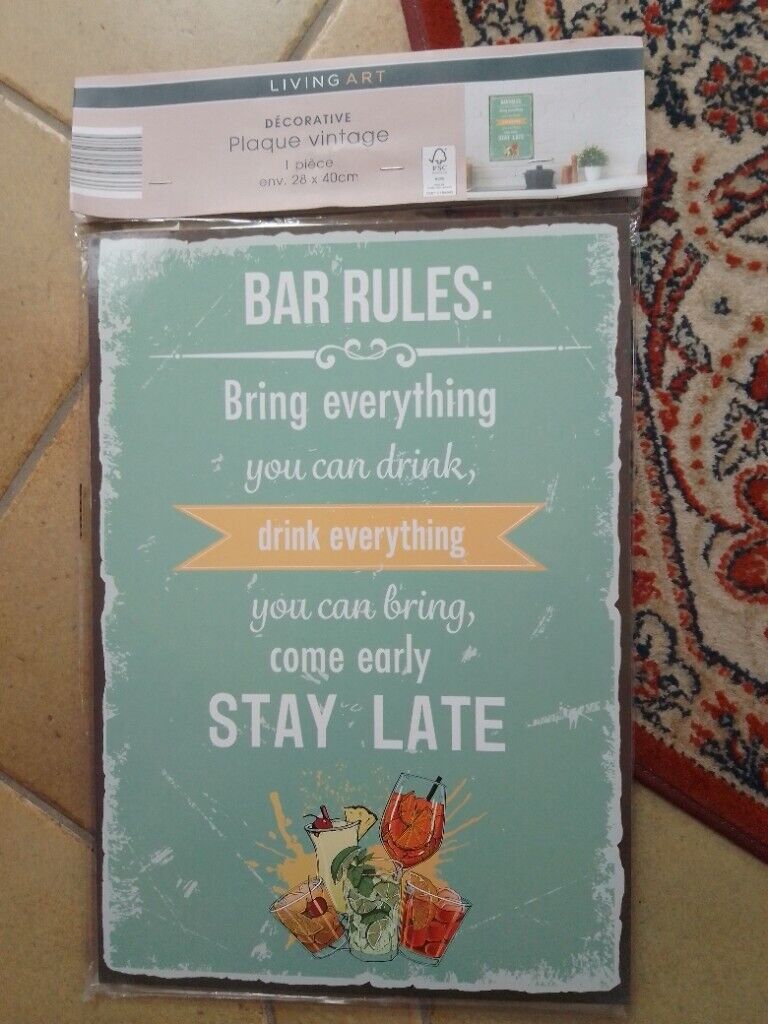 LIVING ART
DÉCORATIVE
Plaque vintage
1 pièce
env. 28 x 40cm
FSC
BAR RULES:
Bring everything
you can drink,
drink everything
you can bring,
come early
STAY LATE